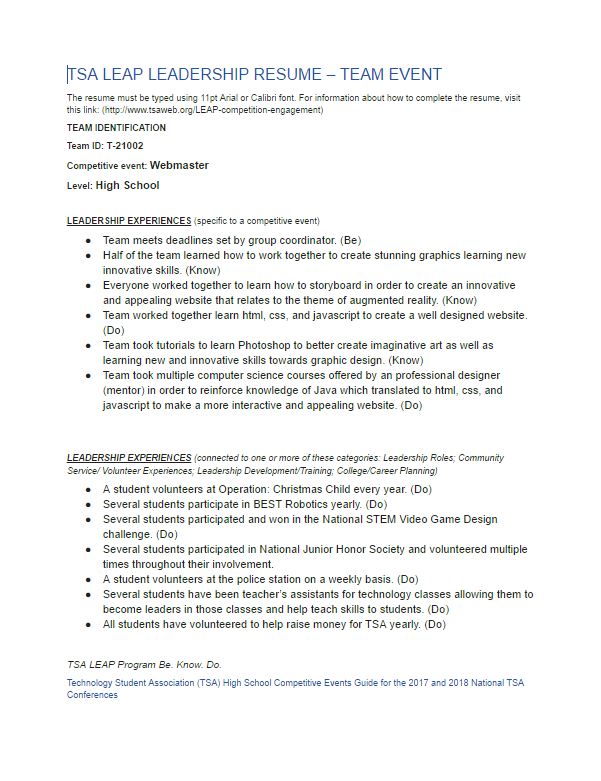 TSA LEAP LEADERSHIP RESUME – TEAM EVENT
The resume must be typed using 11pt Arial or Calibri font. For information about how to complete the resume, visit
this link: (http://www.tsaweb.org/LEAP-competition-engagement)
TEAM IDENTIFICATION
Team ID: T-21002
Competitive event: Webmaster
Level: High School
LEADERSHIP EXPERIENCES (specific to a competitive event)
● Team meets deadlines set by group coordinator. (Be)
● Half of the team learned how to work together to create stunning graphics learning new
innovative skills. (Know)
● Everyone worked together to learn how to storyboard in order to create an innovative
and appealing website that relates to the theme of augmented reality. (Know)
● Team worked together learn html, css, and javascript to create a well designed website.
(Do)
● Team took tutorials to learn Photoshop to better create imaginative art as well as
learning new and innovative skills towards graphic design. (Know)
● Team took multiple computer science courses offered by an professional designer
(mentor) in order to reinforce knowledge of Java which translated to html, css, and
javascript to make a more interactive and appealing website. (Do)
LEADERSHIP EXPERIENCES (connected to one or more of these categories: Leadership Roles; Community
Service/ Volunteer Experiences; Leadership Development/Training; College/Career Planning)
● A student volunteers at Operation: Christmas Child every year. (Do)
● Several students participate in BEST Robotics yearly. (Do)
● Several students participated and won in the National STEM Video Game Design
challenge. (Do)
● Several students participated in National Junior Honor Society and volunteered multiple
times throughout their involvement.
● A student volunteers at the police station on a weekly basis. (Do)
● Several students have been teacher's assistants for technology classes allowing them to
become leaders in those classes and help teach skills to students. (Do)
● All students have volunteered to help raise money for TSA yearly. (Do)
TSA LEAP Program Be. Know. Do.
Technology Student Association (TSA) High School Competitive Events Guide for the 2017 and 2018 National TSA
Conferences